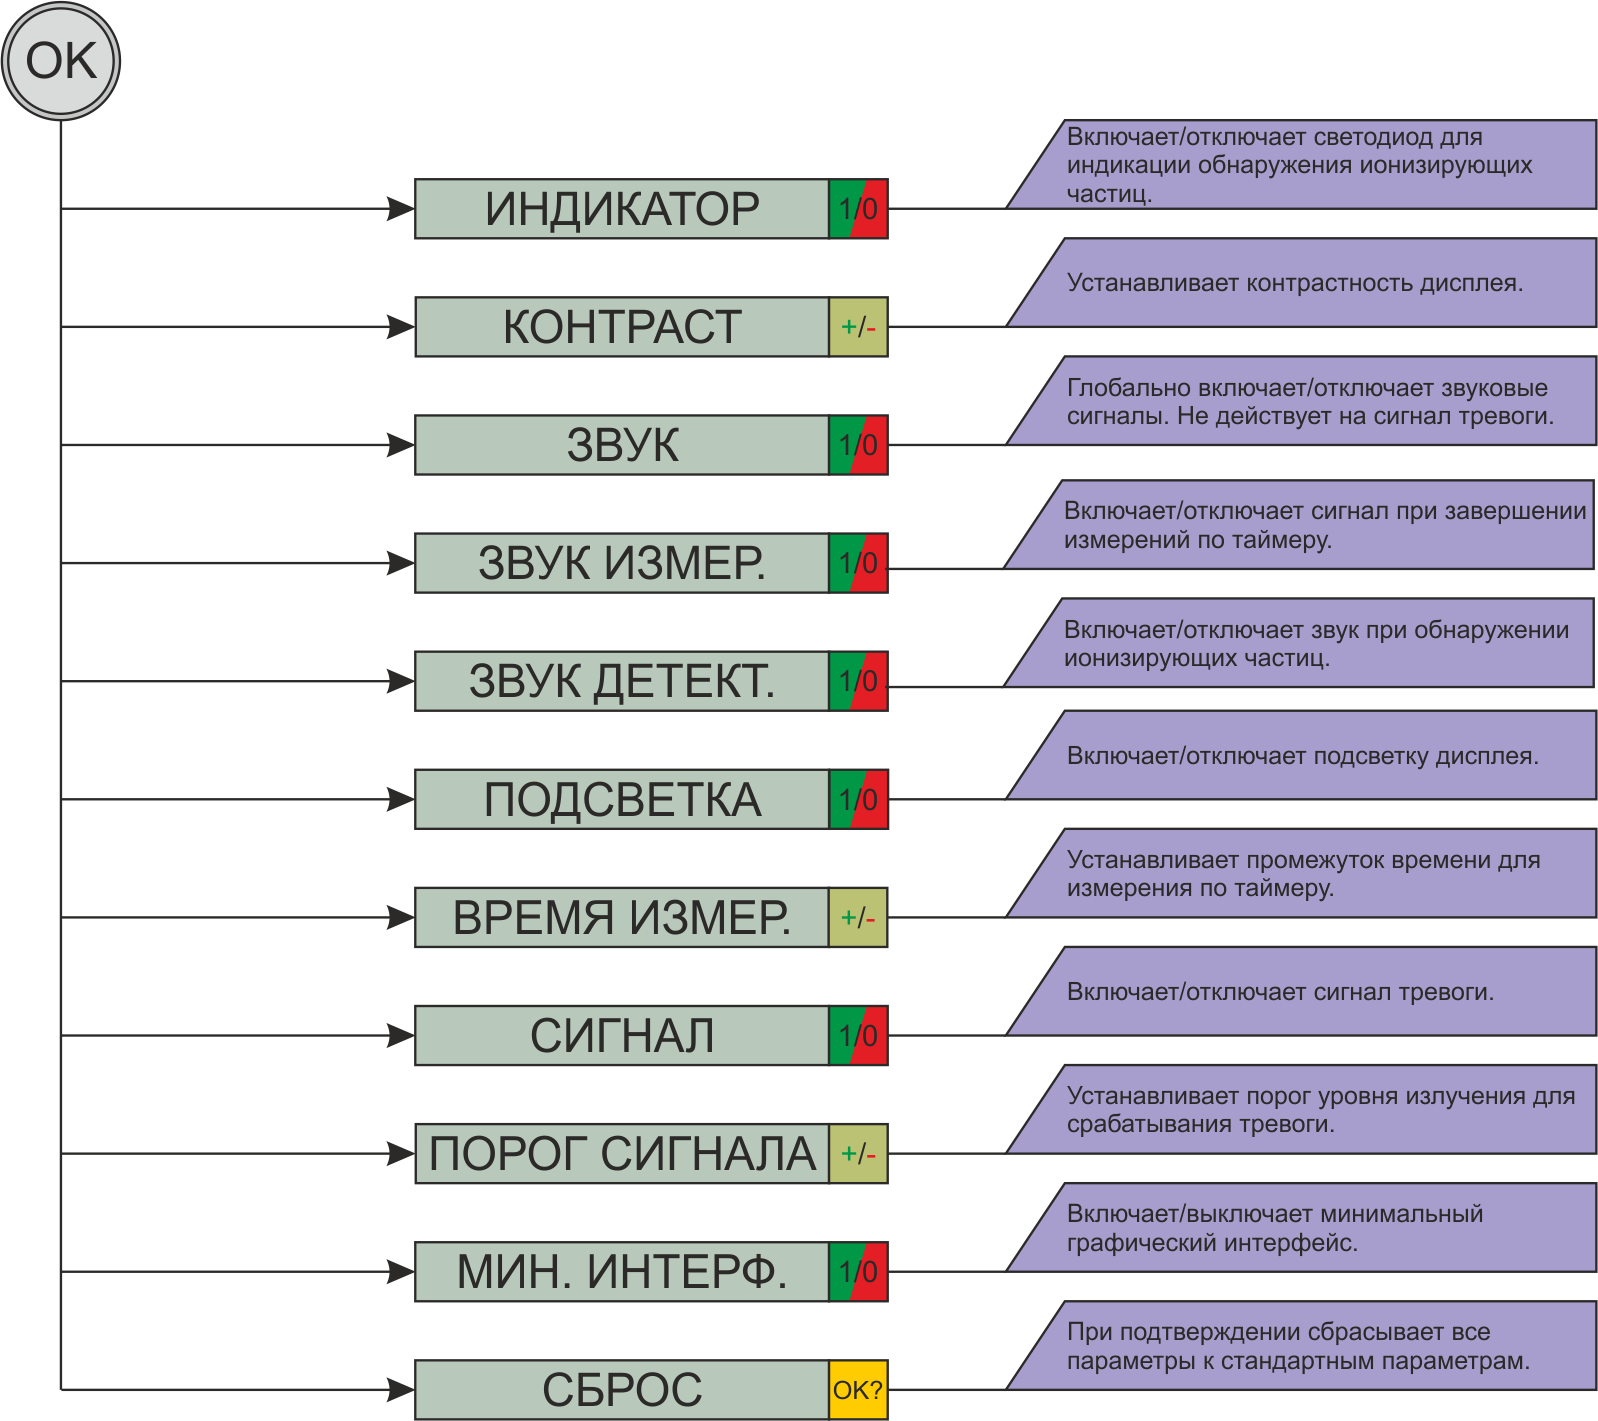 OK
ИНДИКАТОР 1/0
Включает/отключает светодиод для
индикации обнаружения ионизирующих
частиц.
КОНТРАСТ +/-
Устанавливает контрастность дисплея.
ЗВУК 1/0
Глобально включает/отключает звуковые
сигналы. Не действует на сигнал тревоги.
ЗВУК ИЗМЕР. 1/0
Включает/отключает сигнал при завершении
измерений по таймеру.
ЗВУК ДЕТЕКТ. 1/0
Включает/отключает звук при обнаружении
ионизирующих частиц.
ПОДСВЕТКА 1/0
Включает/отключает подсветку дисплея.
ВРЕМЯ ИЗМЕР. +/-
Устанавливает промежуток времени для
измерения по таймеру.
СИГНАЛ 1/0
Включает/отключает сигнал тревоги.
ПОРОГ СИГНАЛА +/-
Устанавливает порог уровня излучения для
срабатывания тревоги.
МИН. ИНТЕРФ. 1/0
Включает/выключает минимальный
графический интерфейс.
СБРОС OK?
При подтверждении сбрасывает все
параметры к стандартным параметрам.